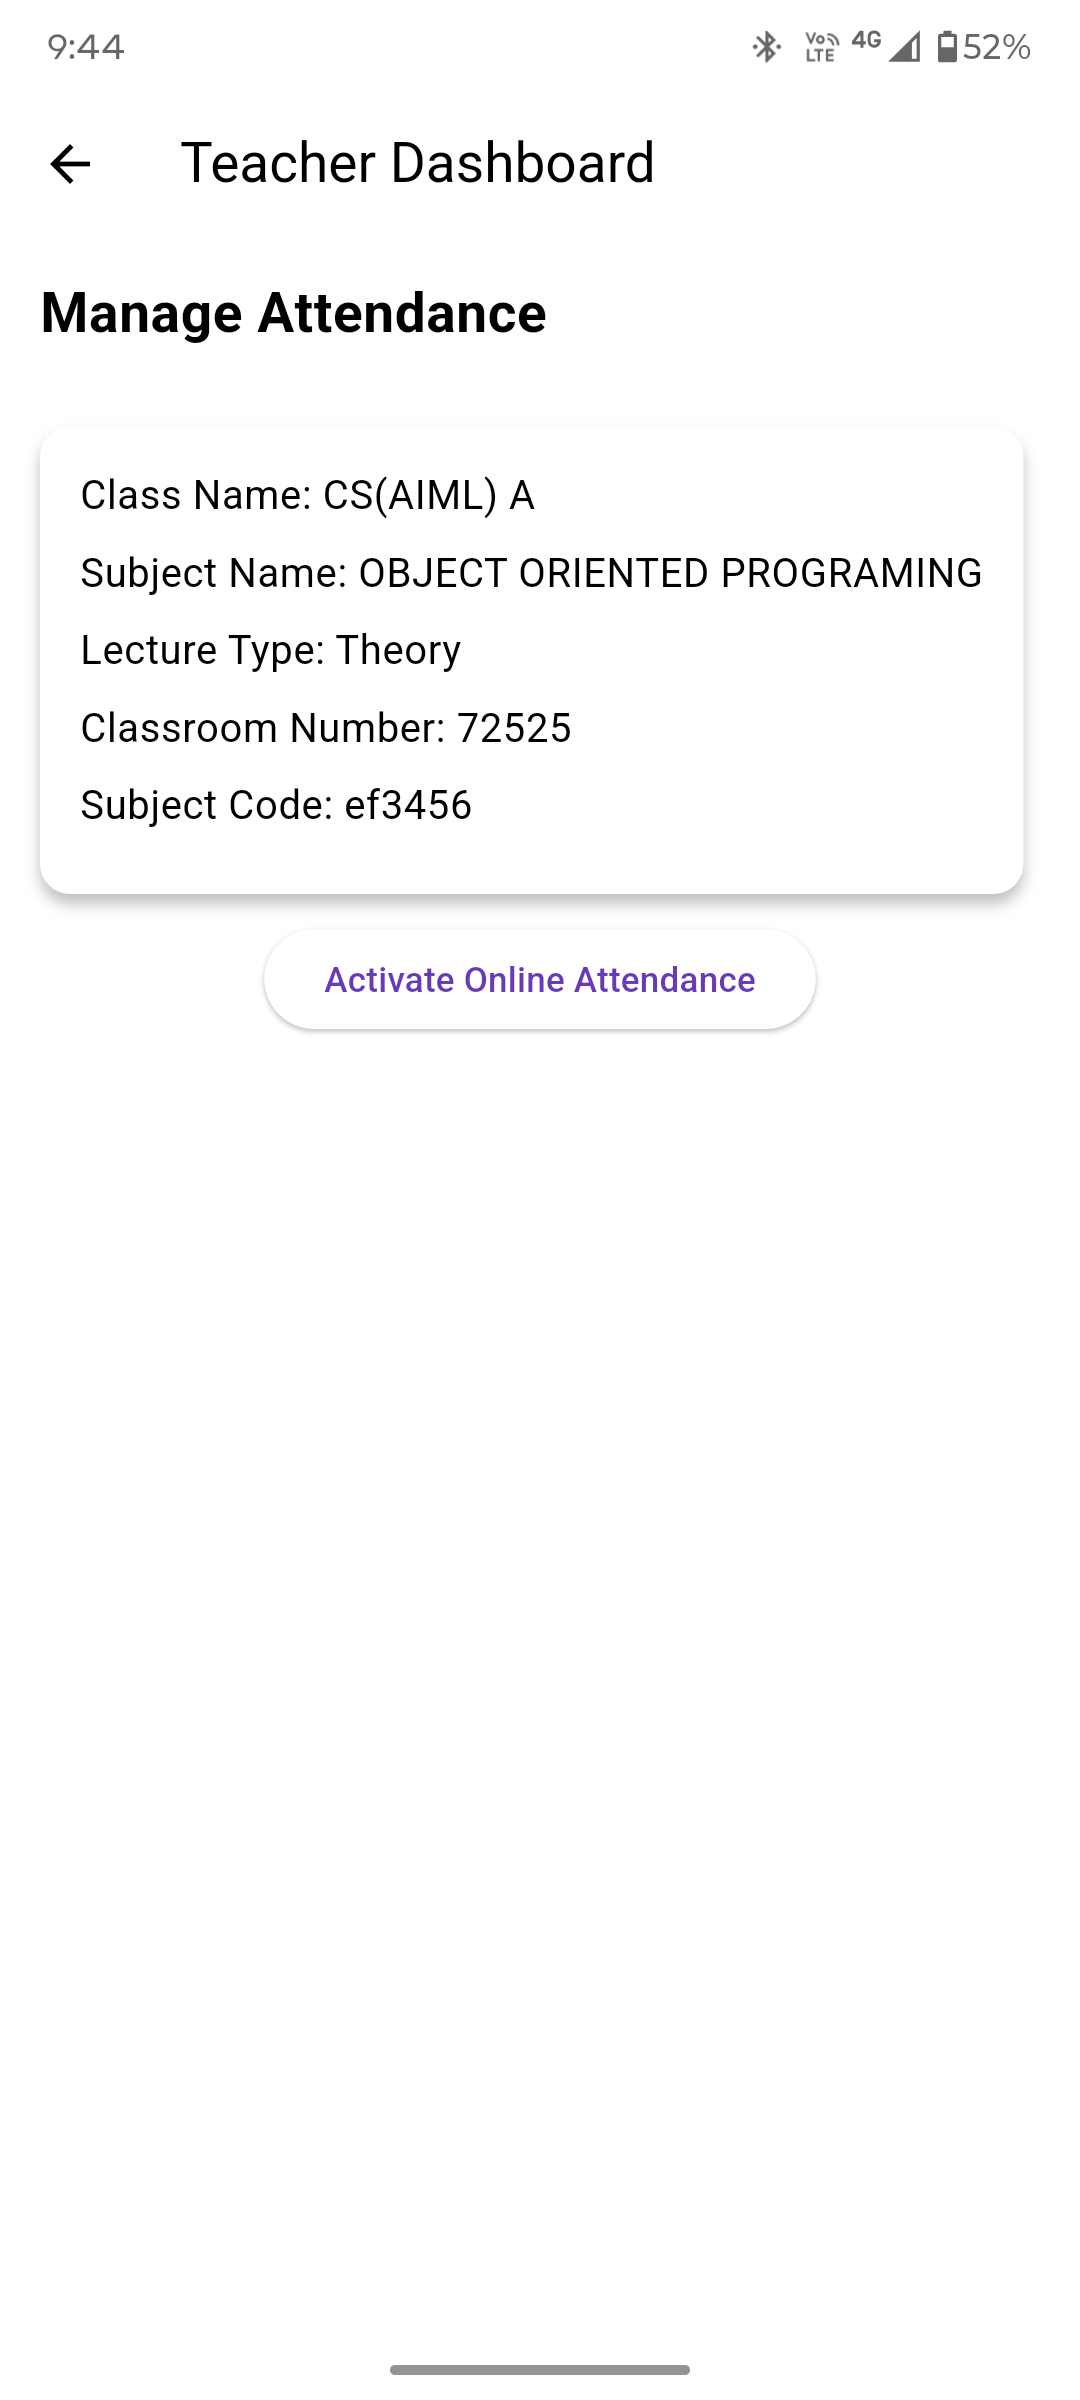 9:44 Vo LTE 4G 52%
Teacher Dashboard
Manage Attendance
Class Name: CS(AIML) A
Subject Name: OBJECT ORIENTED PROGRAMING
Lecture Type: Theory
Classroom Number: 72525
Subject Code: ef3456
Activate Online Attendance